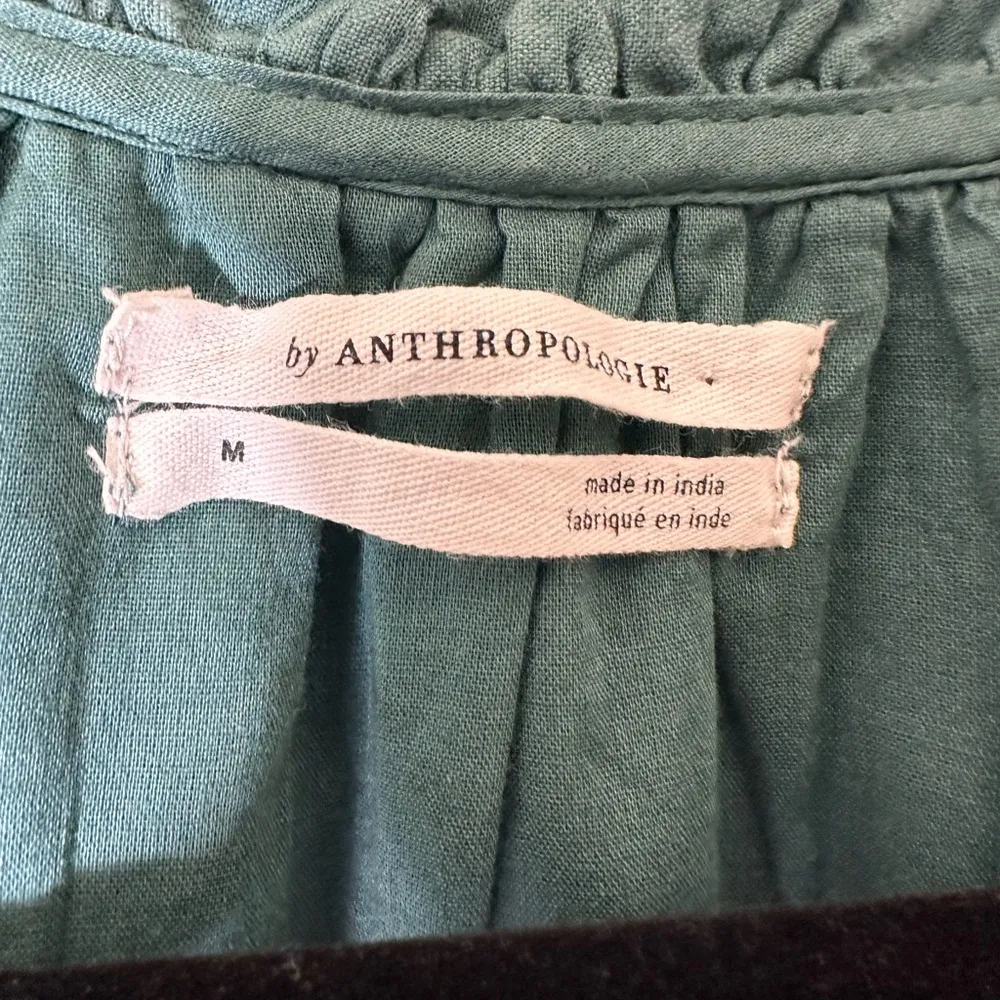 by ANTHROPOLOGIE
M
made in india
fabriqué en inde